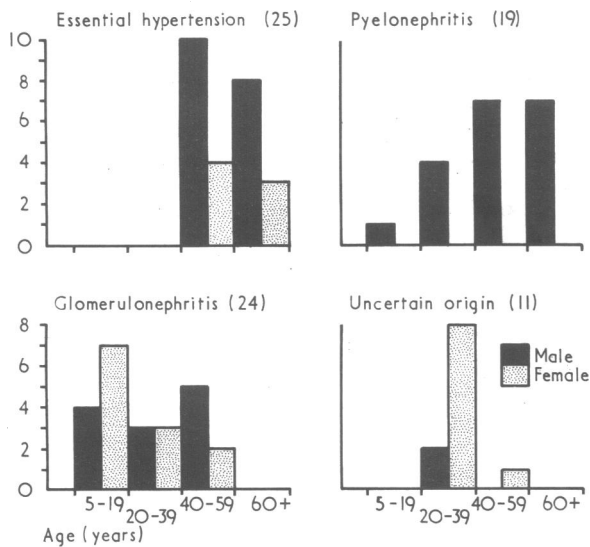 Essential hypertension (25)
Pyelonephritis (19)
10
8
6
4
2
0
Glomerulonephritis (24)
Uncertain origin (11)
8
6
4
2
0
Male
Female
5-19
20-39
40-59
60+
5-19
20-39
40-59
60+
Age (years)